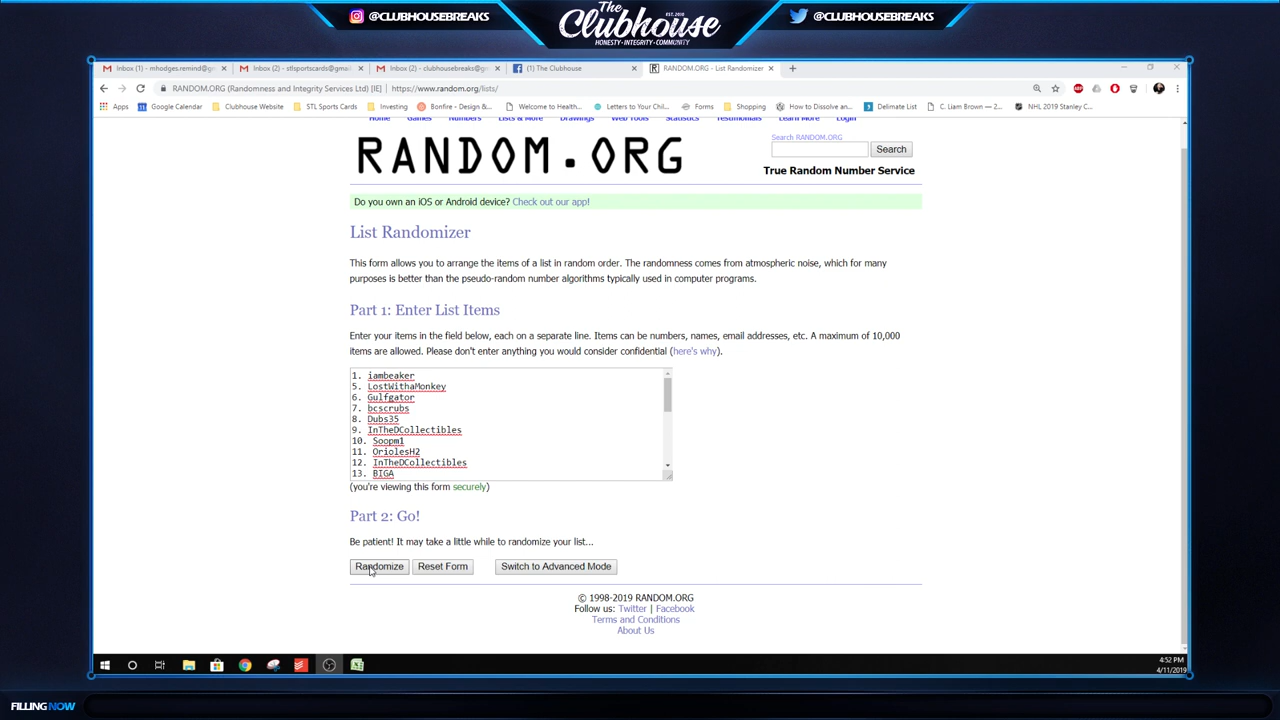 @CLUBHOUSEBREAKS
The
EST. 2018
Clubhouse
HONESTY-INTEGRITY-COMMUNITY
@CLUBHOUSEBREAKS
Inbox (1) - mhodges.remind@g
Inbox (2) - stlsportscards@gmai
Inbox (2) - clubhousebreaks@g
(1) The Clubhouse
RANDOM.ORG - List Randomizer
RANDOM.ORG (Randomness and Integrity Services Ltd) [IE] | https://www.random.org/lists/
Apps
Google Calendar
Clubhouse Website
STL Sports Cards
Investing
Bonfire - Design &...
Welcome to Health...
Letters to Your Chil...
Forms
Shopping
How to Dissolve an...
Delimate List
C. Liam Brown — 2...
NHL 2019 Stanley C...
Home Games Numbers Lists & More Drawings Web Tools Statistics Testimonials Learn More Login
RANDOM.ORG
Search RANDOM.ORG
Search
True Random Number Service
Do you own an iOS or Android device? Check out our app!
List Randomizer
This form allows you to arrange the items of a list in random order. The randomness comes from atmospheric noise, which for many
purposes is better than the pseudo-random number algorithms typically used in computer programs.
Part 1: Enter List Items
Enter your items in the field below, each on a separate line. Items can be numbers, names, email addresses, etc. A maximum of 10,000
items are allowed. Please don't enter anything you would consider confidential (here's why).
1. iambeaker
5. LostWithaMonkey
6. Gulfgator
7. bcscrubs
8. Dubs35
9. InTheDCollectibles
10. Soopm1
11. OriolesH2
12. InTheDCollectibles
13. BIGA
(you're viewing this form securely)
Part 2: Go!
Be patient! It may take a little while to randomize your list...
Randomize
Reset Form
Switch to Advanced Mode
© 1998-2019 RANDOM.ORG
Follow us: Twitter | Facebook
Terms and Conditions
About Us
4:52 PM
4/11/2019
FILLING NOW